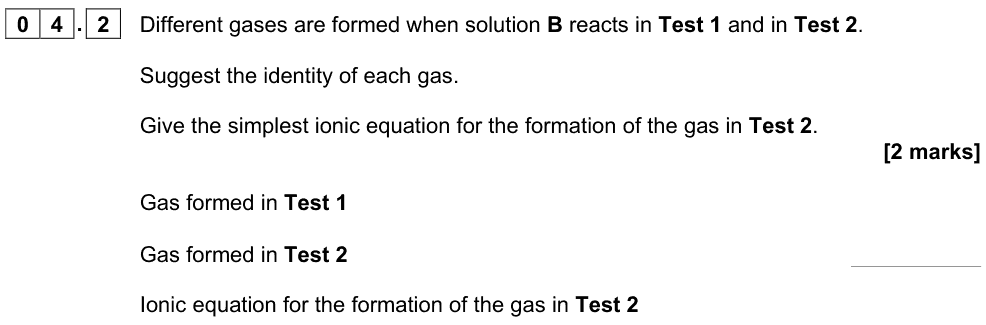 04.2 Different gases are formed when solution B reacts in Test 1 and in Test 2.
Suggest the identity of each gas.
Give the simplest ionic equation for the formation of the gas in Test 2.
[2 marks]
Gas formed in Test 1
Gas formed in Test 2
Ionic equation for the formation of the gas in Test 2